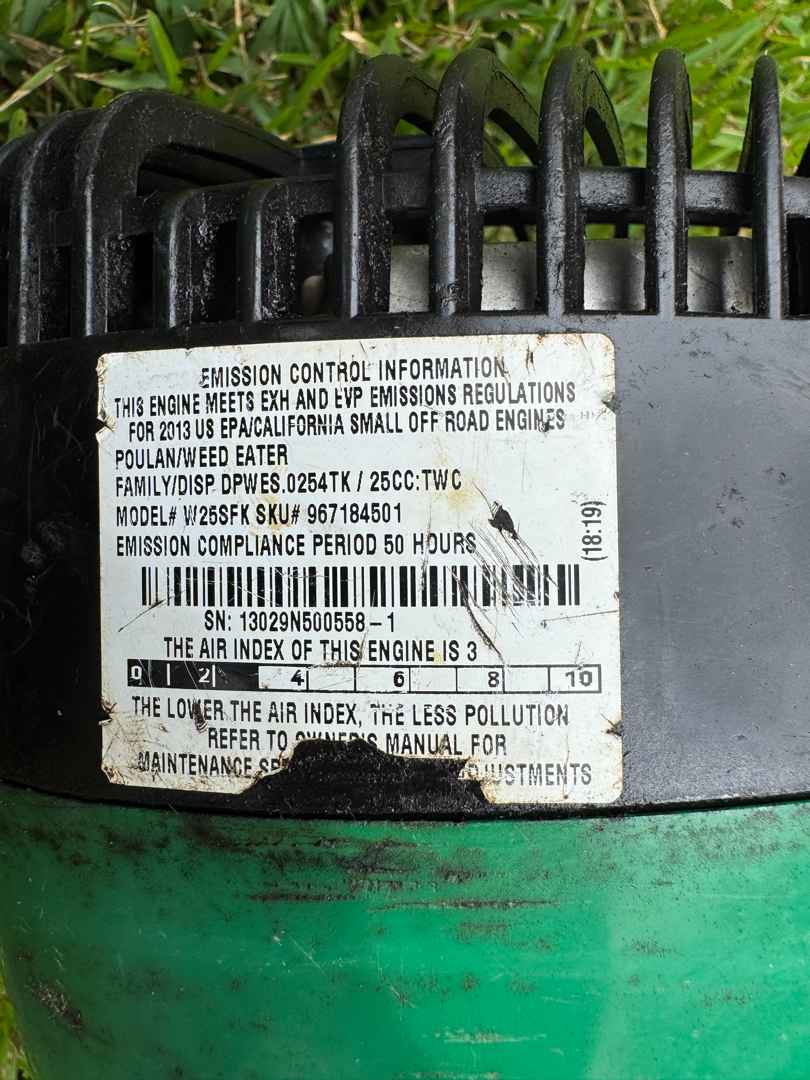 EMISSION CONTROL INFORMATION
THIS ENGINE MEETS EXH AND EVP EMISSIONS REGULATIONS
FOR 2013 US EPA/CALIFORNIA SMALL OFF ROAD ENGINES
POULAN/WEED EATER
FAMILY/DISP DPWES.0254TK / 25CC:TWC
MODEL# W25SFK SKU# 967184501
EMISSION COMPLIANCE PERIOD 50 HOURS
(18:19)
SN: 13029N500558-1
THE AIR INDEX OF THIS ENGINE IS 3
0 2 4 6 8 10
THE LOWER THE AIR INDEX, THE LESS POLLUTION
REFER TO OWNER'S MANUAL FOR
MAINTENANCE